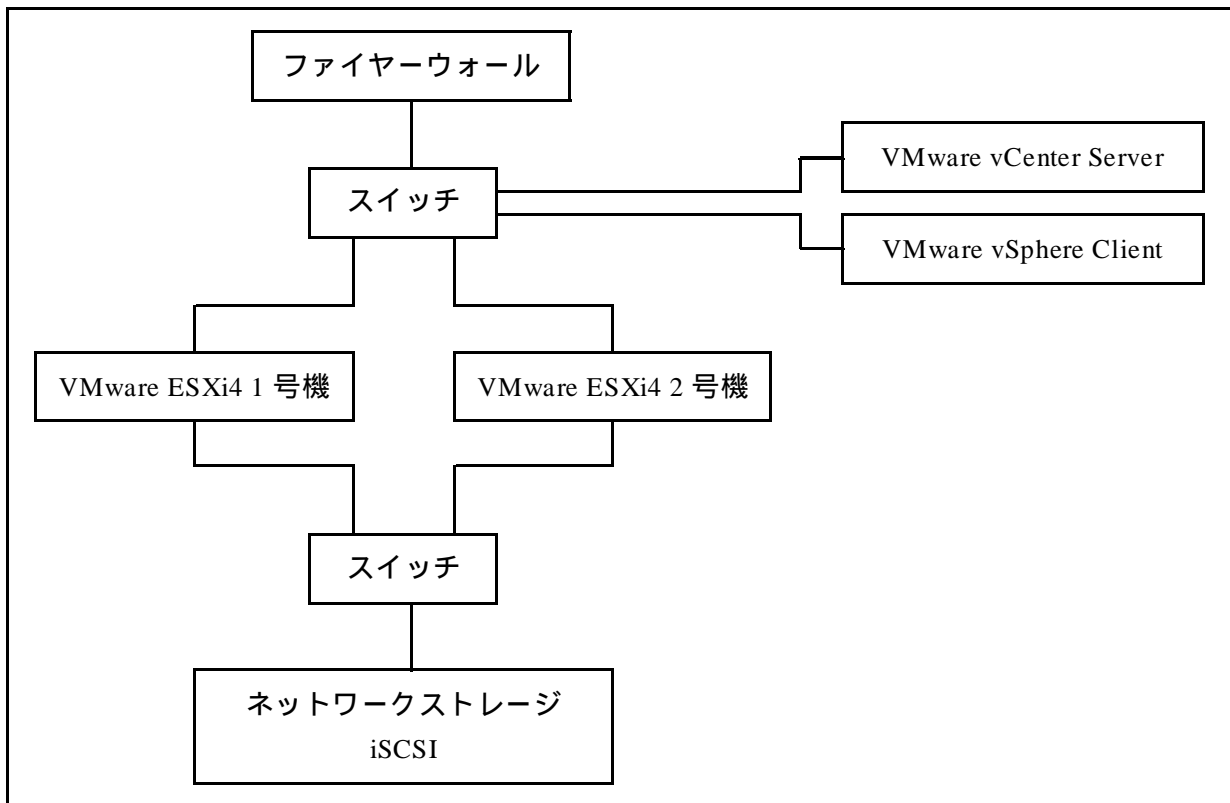 ファイヤーウォール
スイッチ
VMware vCenter Server
VMware vSphere Client
VMware ESXi4 1 号機
VMware ESXi4 2 号機
スイッチ
ネットワークストレージ
iSCSI